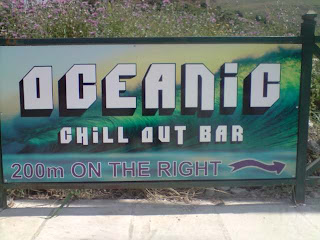 OCEANiC
CHiLL OUT BAR
200m ON THE RIGHT